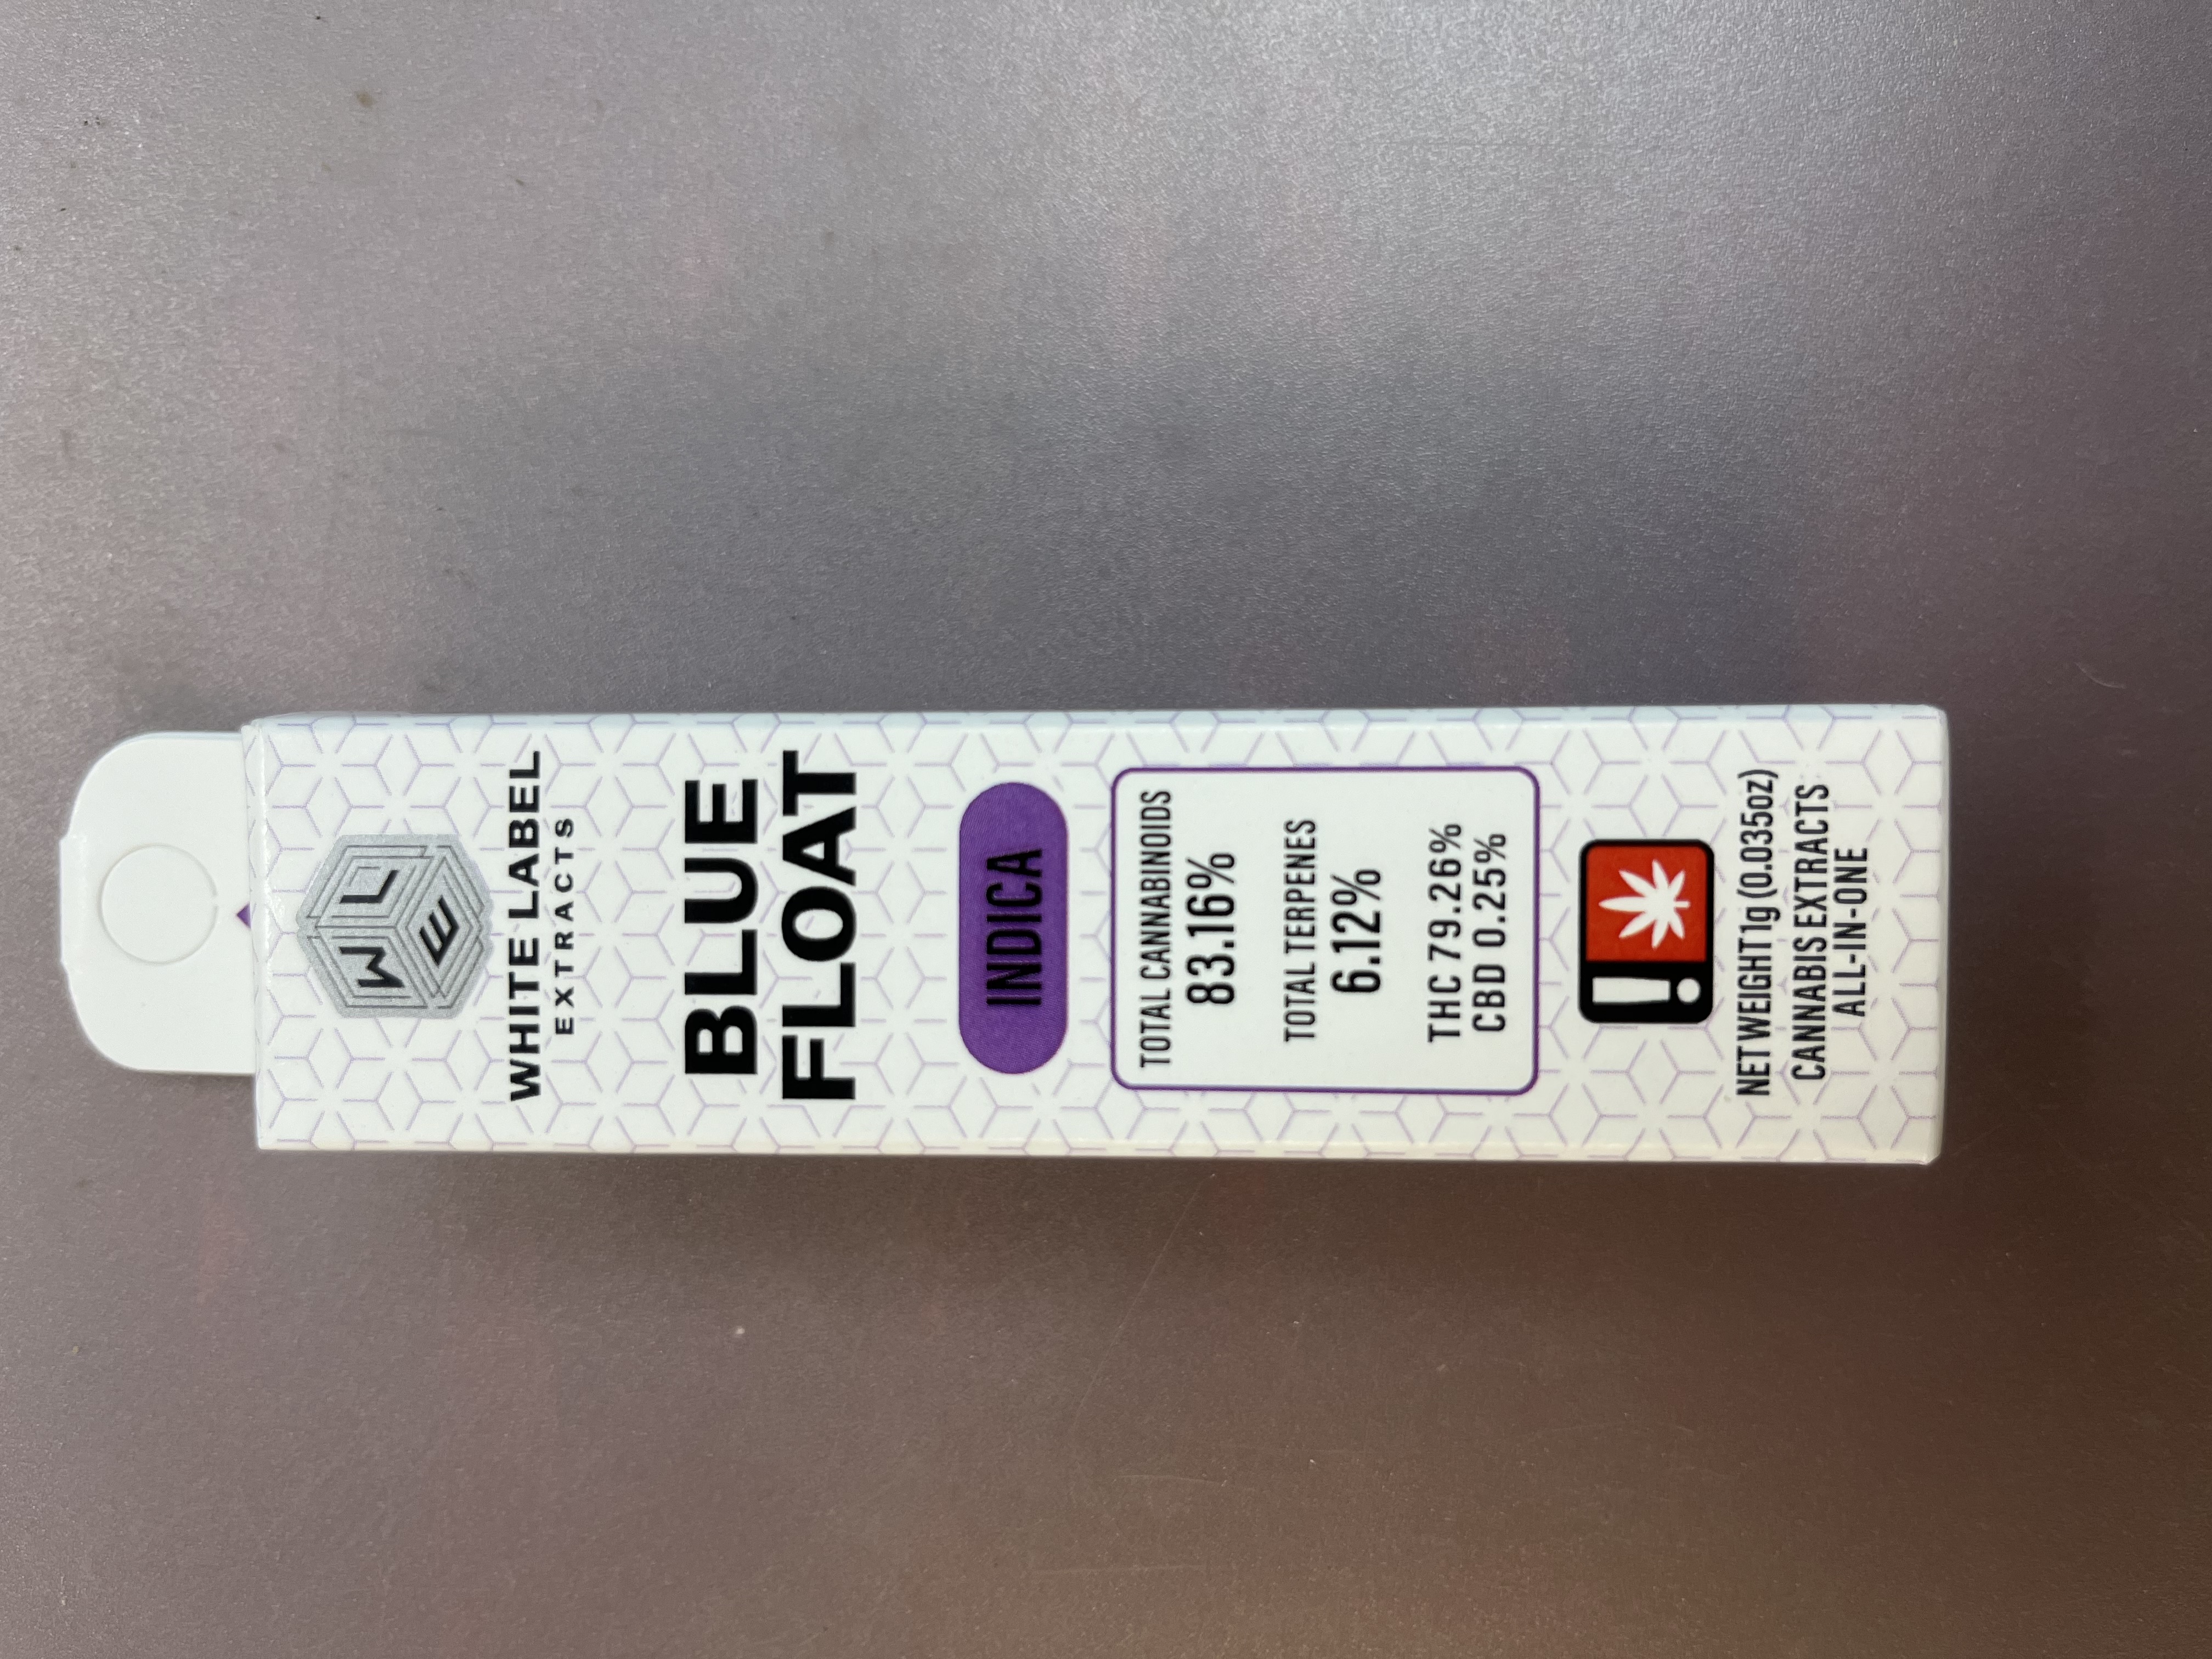 WLE
WHITE LABEL
EXTRACTS
BLUE
FLOAT
INDICA
TOTAL CANNABINOIDS
83.16%
TOTAL TERPENES
6.12%
THC 79.26%
CBD 0.25%
!
NET WEIGHT 1g (0.035oz)
CANNABIS EXTRACTS
ALL-IN-ONE